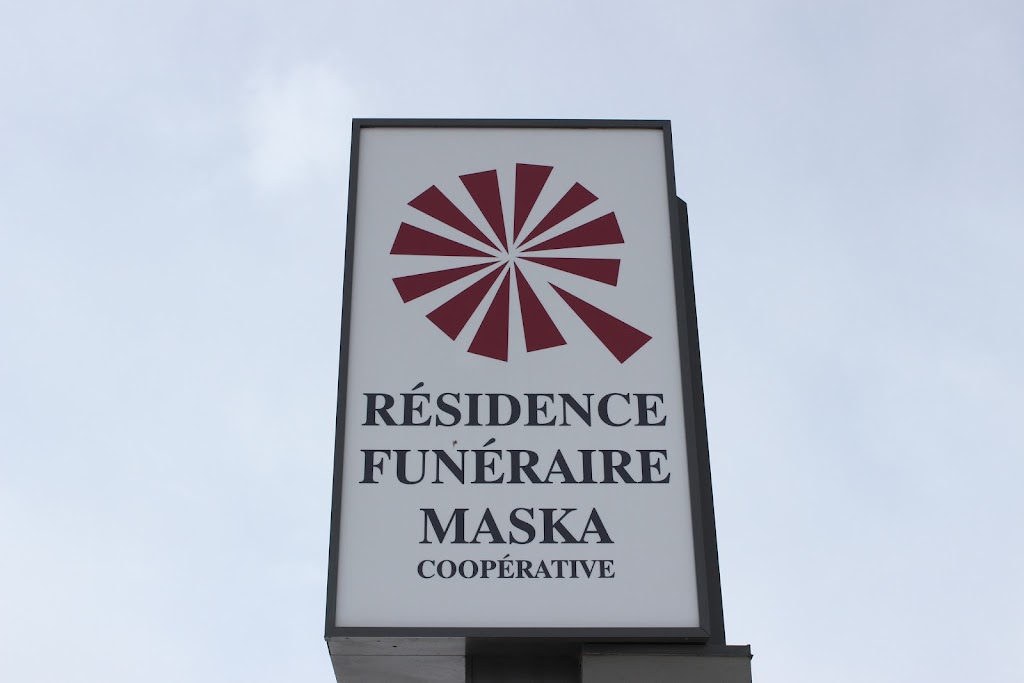 RÉSIDENCE
FUNÉRAIRE
MASKA
COOPÉRATIVE